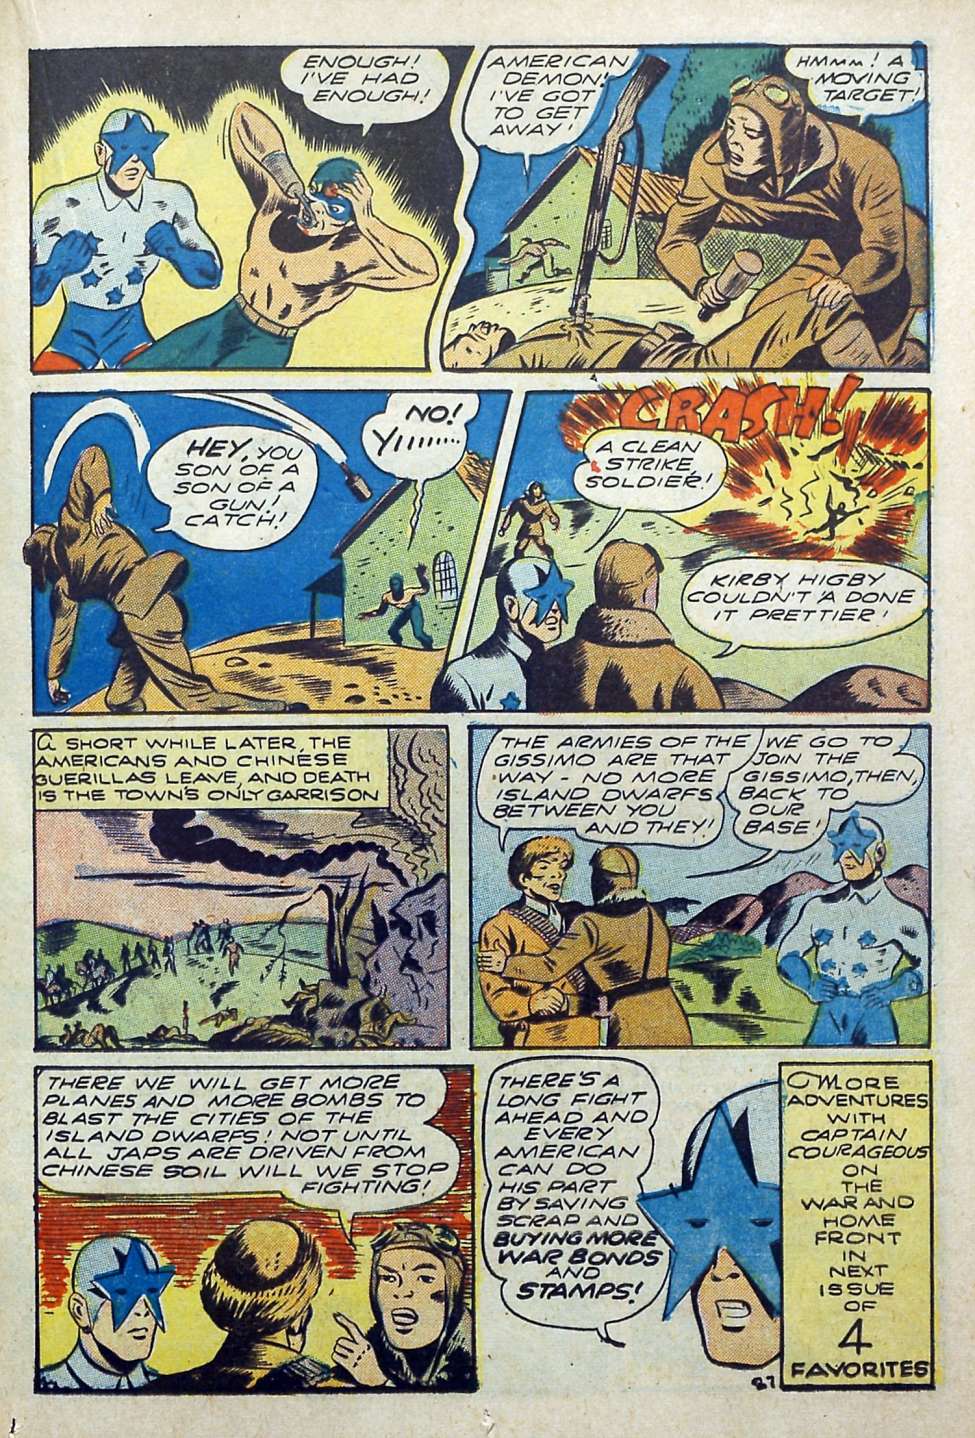 ENOUGH!
I'VE HAD
ENOUGH!
AMERICAN
DEMON!
I'VE GOT
TO GET
AWAY!
HMMM! A
MOVING
TARGET!
HEY, YOU
SON OF A
SON OF A
GUN!
CATCH!
NO!
YIIIIIII...
CRASH!
A CLEAN
STRIKE,
SOLDIER!
KIRBY, HIGBY
COULDN'T 'A DONE
IT PRETTIER!
A SHORT WHILE LATER, THE
AMERICANS AND CHINESE
GUERILLAS LEAVE, AND DEATH
IS THE TOWN'S ONLY GARRISON
THE ARMIES OF THE
GISSIMO ARE THAT
WAY - NO MORE
ISLAND DWARFS
BETWEEN YOU
AND THEY!
WE GO TO
JOIN THE
GISSIMO, THEN,
BACK TO
OUR
BASE!
THERE WE WILL GET MORE
PLANES AND MORE BOMBS TO
BLAST THE CITIES OF THE
ISLAND DWARFS! NOT UNTIL
ALL JAPS ARE DRIVEN FROM
CHINESE SOIL WILL WE STOP
FIGHTING!
THERE'S A
LONG FIGHT
AHEAD AND
EVERY
AMERICAN
CAN DO
HIS PART
BY SAVING
SCRAP AND
BUYING MORE
WAR BONDS
AND
STAMPS!
MORE
ADVENTURES
WITH
CAPTAIN
COURAGEOUS
ON
THE
WAR AND
HOME
FRONT
IN
NEXT
ISSUE
OF
4
FAVORITES
87